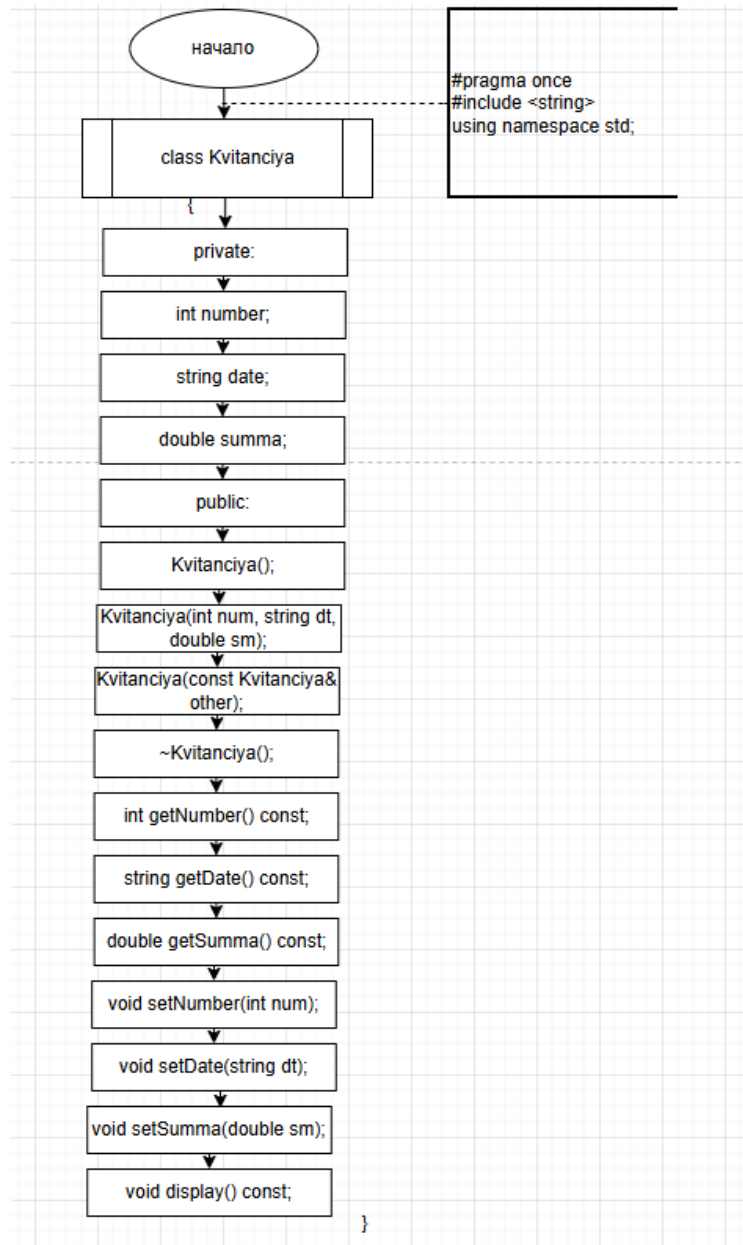 начало
#pragma once
#include <string>
using namespace std;
class Kvitanciya
{
private:
int number;
string date;
double summa;
public:
Kvitanciya();
Kvitanciya(int num, string dt,
double sm);
Kvitanciya(const Kvitanciya&
other);
~Kvitanciya();
int getNumber() const;
string getDate() const;
double getSumma() const;
void setNumber(int num);
void setDate(string dt);
void setSumma(double sm);
void display() const;
}